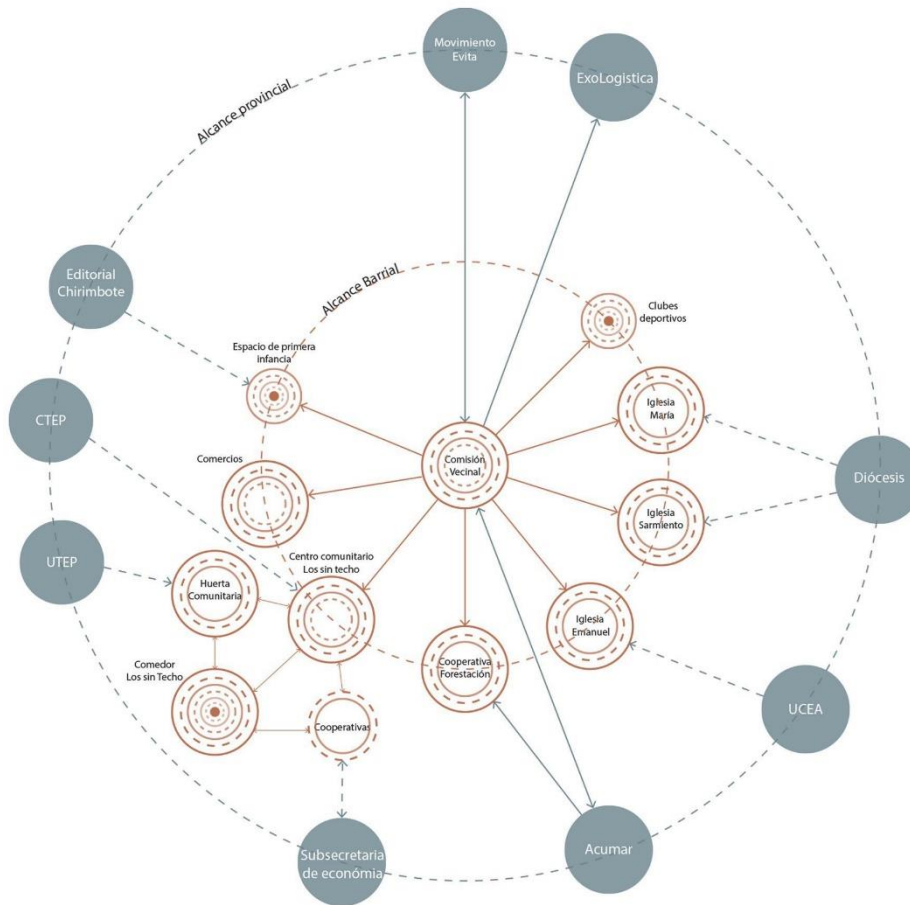 Movimiento
Evita
ExoLogistica
Alcance provincial
Editorial
Chirimbote
Alcance Barrial
Clubes
deportivos
Espacio de primera
infancia
CTEP
Iglesia
María
Comercios
Comisión
Vecinal
Diócesis
Iglesia
Sarmiento
UTEP
Centro comunitario
Los sin techo
Huerta
Comunitaria
Iglesia
Emanuel
Comedor
Los sin Techo
Cooperativa
Forestación
UCEA
Cooperativas
Subsecretaria
de económia
Acumar